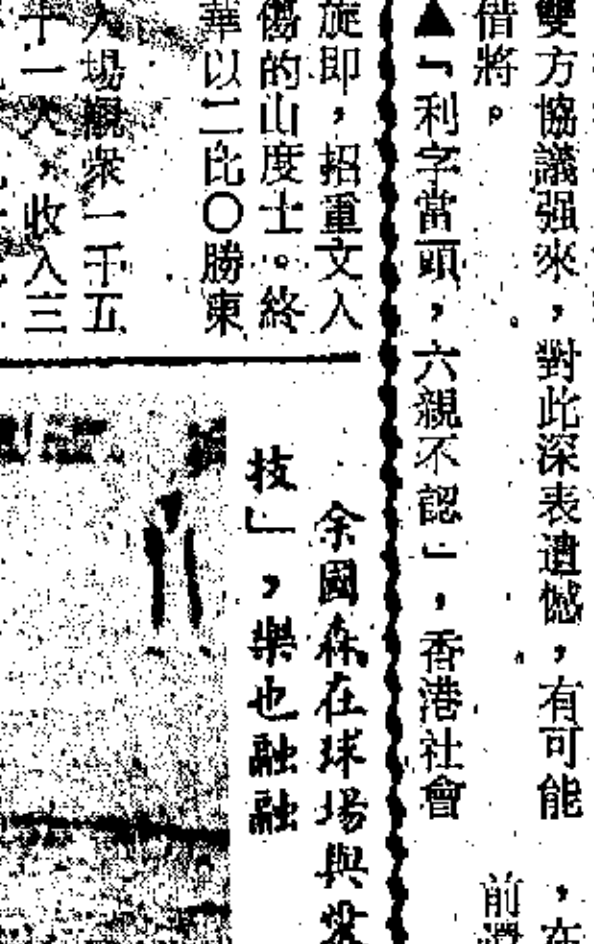 雙方協議强來，對此深表遺憾，有可能
，在
借將。
前
▲「利字當頭，六親不認」，香港社會
旋即，招重文入
傷的山度士。終
華以二比〇勝東
入場觀衆一千五
十一人，收入三
余國森在球場與
技」，樂也融融